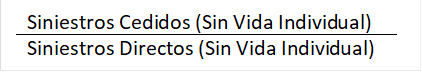 Siniestros Cedidos (Sin Vida Individual)
Siniestros Directos (Sin Vida Individual)